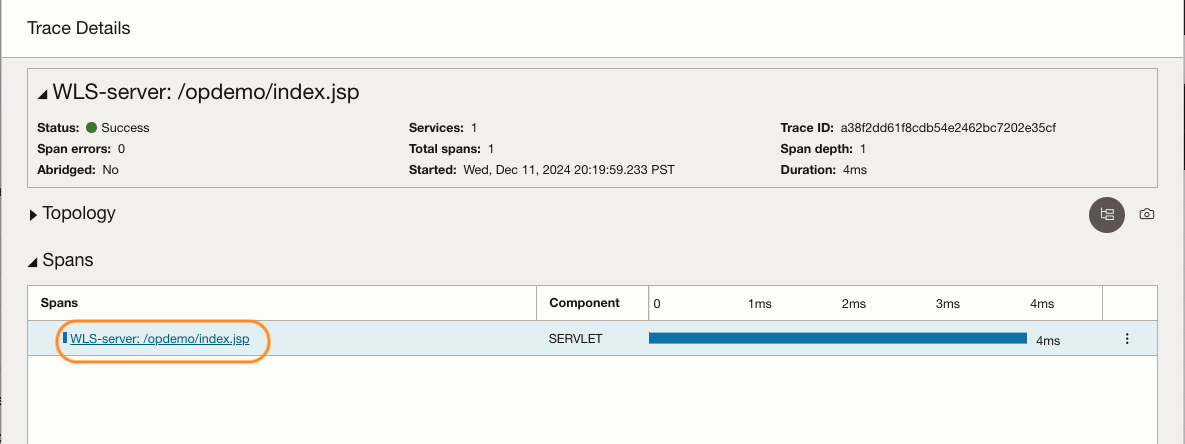 Trace Details
WLS-server: /opdemo/index.jsp
Status: Success Services: 1 Trace ID: a38f2dd61f8cdb54e2462bc7202e35cf
Span errors: 0 Total spans: 1 Span depth: 1
Abridged: No Started: Wed, Dec 11, 2024 20:19:59.233 PST Duration: 4ms
Topology
Spans
Spans Component 0 1ms 2ms 3ms 4ms
WLS-server: /opdemo/index.jsp SERVLET 4ms